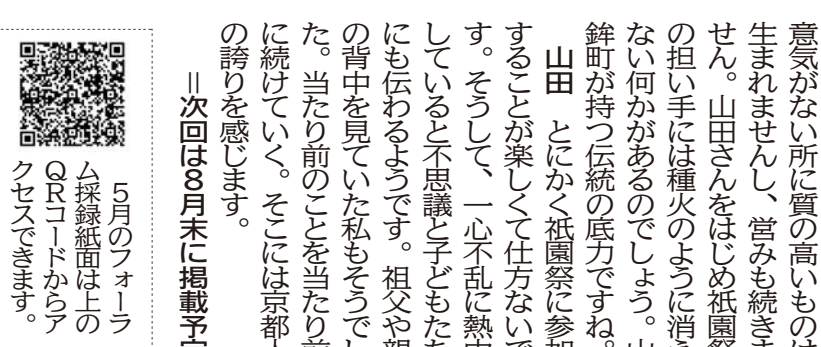 意気がない所に質の高いものは
生まれませんし、営みも続きま
せん。山田さんをはじめ祇園祭
の担い手には種火のように消え
ない何かがあるのでしょう。山
鉾町が持つ伝統の底力ですね。
山田 とにかく祇園祭に参加
することが楽しくて仕方ないで
す。そうして、一心不乱に熱中
していると不思議と子どもたち
にも伝わるようです。祖父や親
の背中を見ていた私もそうでし
た。当たり前のことを当たり前
に続けていく。そこには京都人
の誇りを感じます。
=次回は8月末に掲載予定
5月のフォーラ
ム採録紙面は上の
QRコードからア
クセスできます。